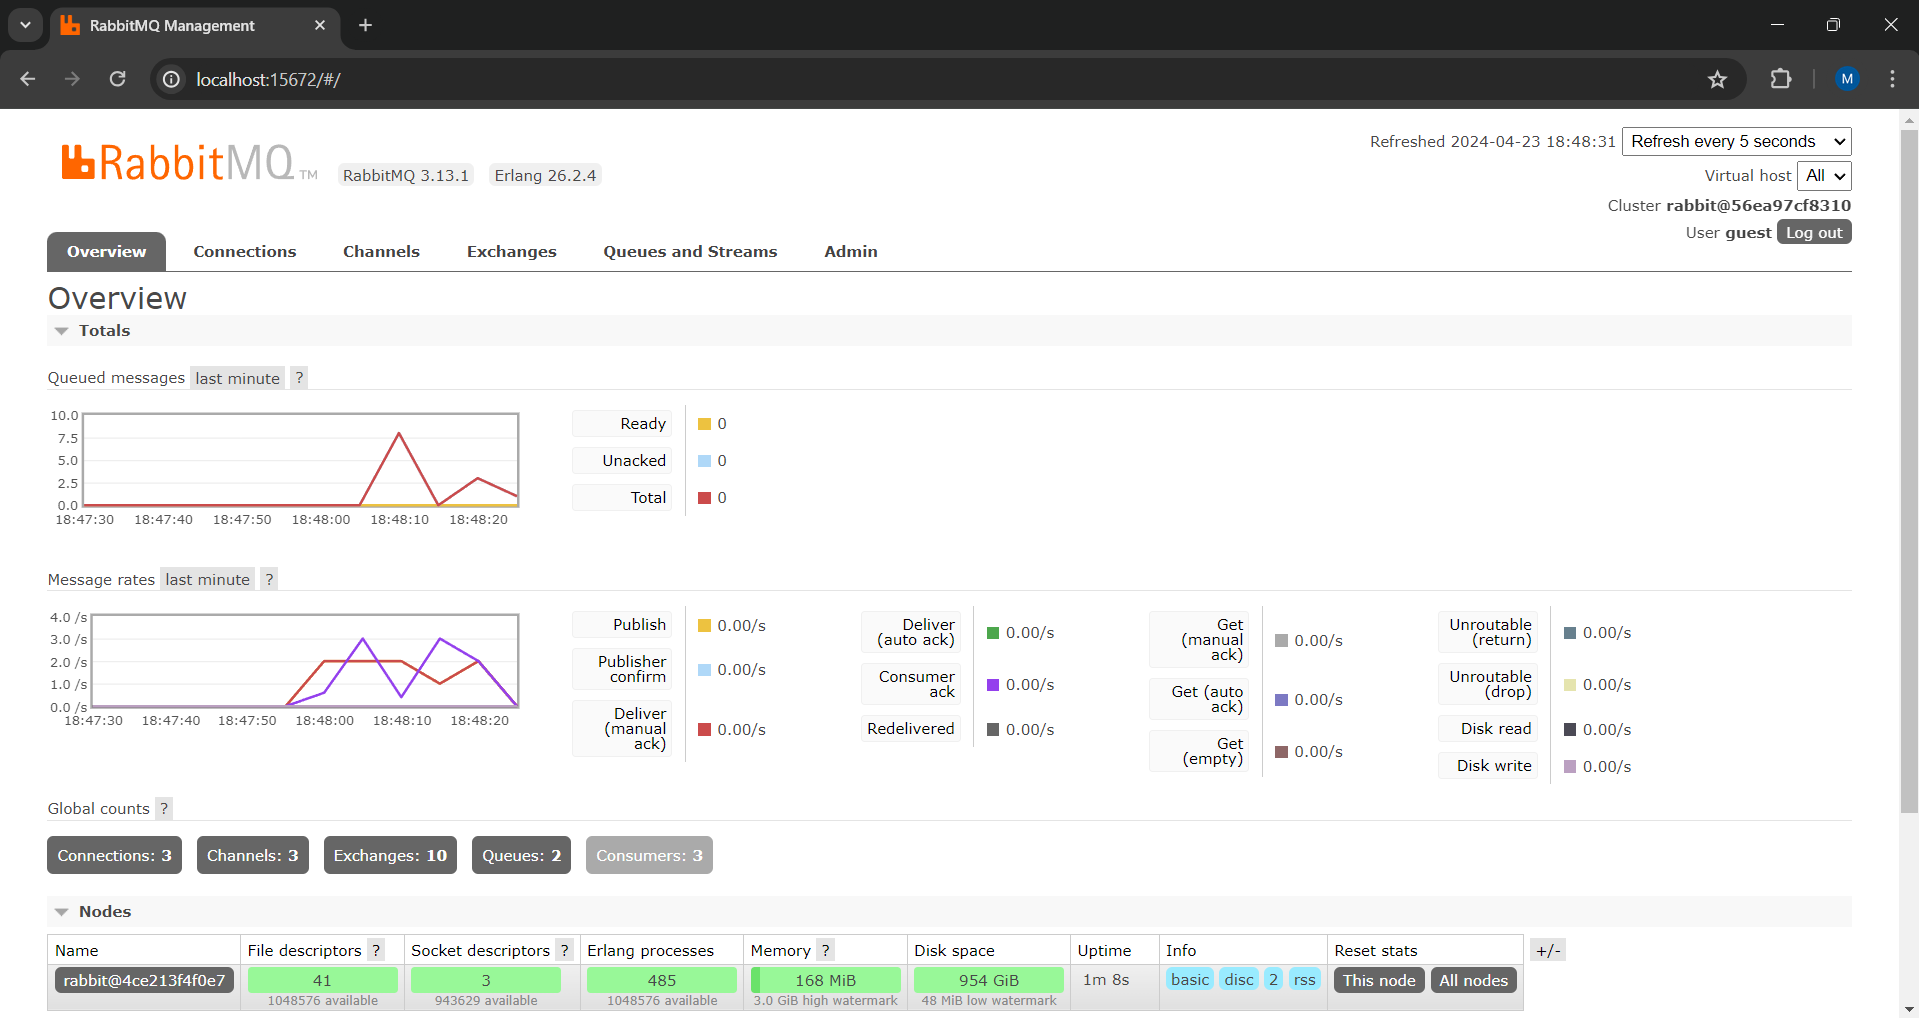 RabbitMQ Management
localhost:15672/#/
M
RabbitMQ TM
RabbitMQ 3.13.1 Erlang 26.2.4
Refreshed 2024-04-23 18:48:31 Refresh every 5 seconds
Virtual host All
Cluster rabbit@56ea97cf8310
User guest Log out
Overview Connections Channels Exchanges Queues and Streams Admin
Overview
Totals
Queued messages last minute ?
10.0
7.5
5.0
2.5
0.0
18:47:30 18:47:40 18:47:50 18:48:00 18:48:10 18:48:20
Ready 0
Unacked 0
Total 0
Message rates last minute ?
4.0 /s
3.0 /s
2.0 /s
1.0 /s
0.0 /s
18:47:30 18:47:40 18:47:50 18:48:00 18:48:10 18:48:20
Publish 0.00/s
Publisher
confirm 0.00/s
Deliver
(manual
ack) 0.00/s
Deliver
(auto ack) 0.00/s
Consumer
ack 0.00/s
Redelivered 0.00/s
Get
(manual
ack) 0.00/s
Get (auto
ack) 0.00/s
Get
(empty) 0.00/s
Unroutable
(return) 0.00/s
Unroutable
(drop) 0.00/s
Disk read 0.00/s
Disk write 0.00/s
Global counts ?
Connections: 3 Channels: 3 Exchanges: 10 Queues: 2 Consumers: 3
Nodes
Name File descriptors ? Socket descriptors ? Erlang processes Memory ? Disk space Uptime Info Reset stats +/-
rabbit@4ce213f4f0e7 41 3 485 168 MiB 954 GiB 1m 8s basic disc 2 rss This node All nodes
1048576 available 943629 available 1048576 available 3.0 GiB high watermark 48 MiB low watermark